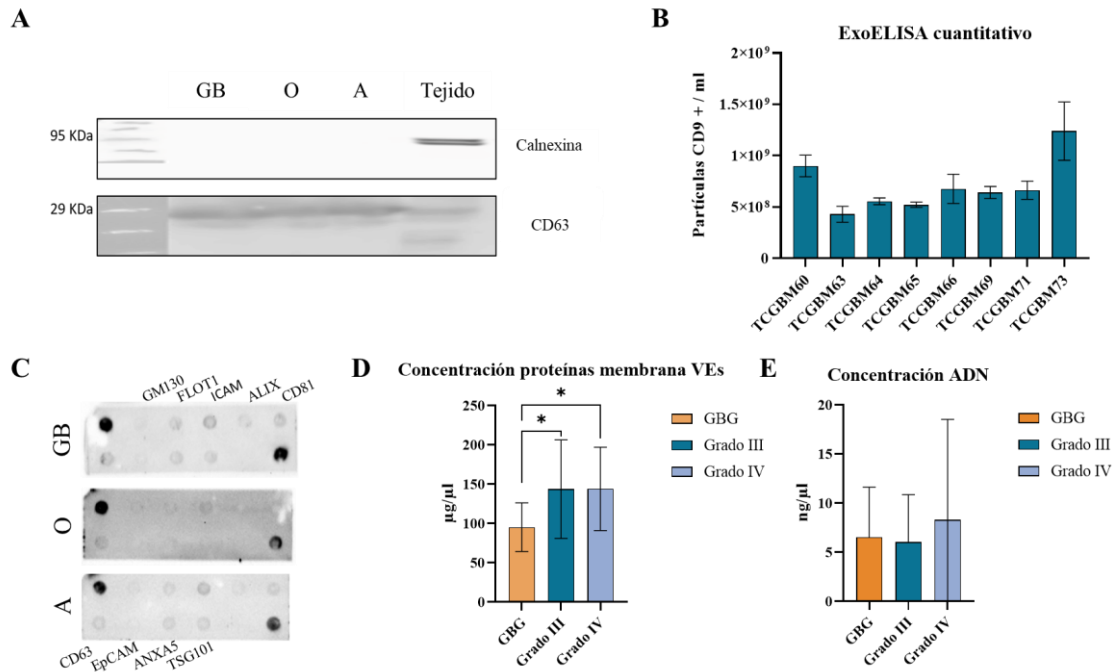 A
GB O A Tejido
95 KDa
Calnexina
29 KDa
CD63
B
ExoELISA cuantitativo
Partículas CD9 + / ml
2×10⁹
1.5×10⁹
1×10⁹
5×10⁸
0
TCGBM60
TCGBM63
TCGBM64
TCGBM65
TCGBM66
TCGBM69
TCGBM71
TCGBM73
C
GM130
FLOT1
ICAM
ALIX
CD81
GB
O
A
CD63
EpCAM
ANXA5
TSG101
D
Concentración proteínas membrana VEs
µg/µl
250
200
150
100
50
0
*
*
GBG
Grado III
Grado IV
GBG
Grado III
Grado IV
E
Concentración ADN
ng/µl
20
15
10
5
0
GBG
Grado III
Grado IV
GBG
Grado III
Grado IV